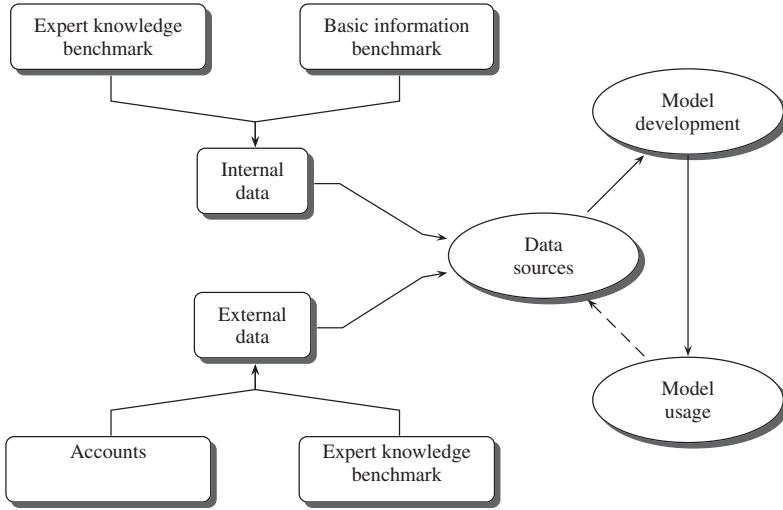 Expert knowledge
benchmark
Basic information
benchmark
Model
development
Internal
data
Data
sources
External
data
Model
usage
Accounts
Expert knowledge
benchmark